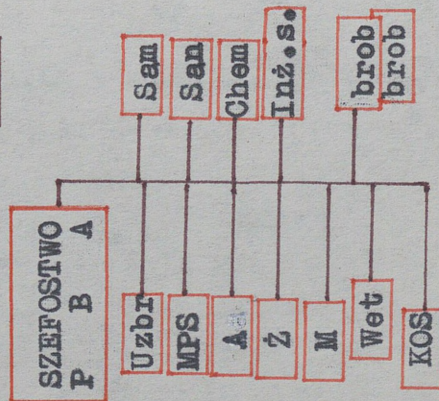 SZEFOSTWO
P B A
Uzbr
Sam
MPS
San
A
Chem
Ż
Inż.s.
M
Wet
brob
brob
KOS